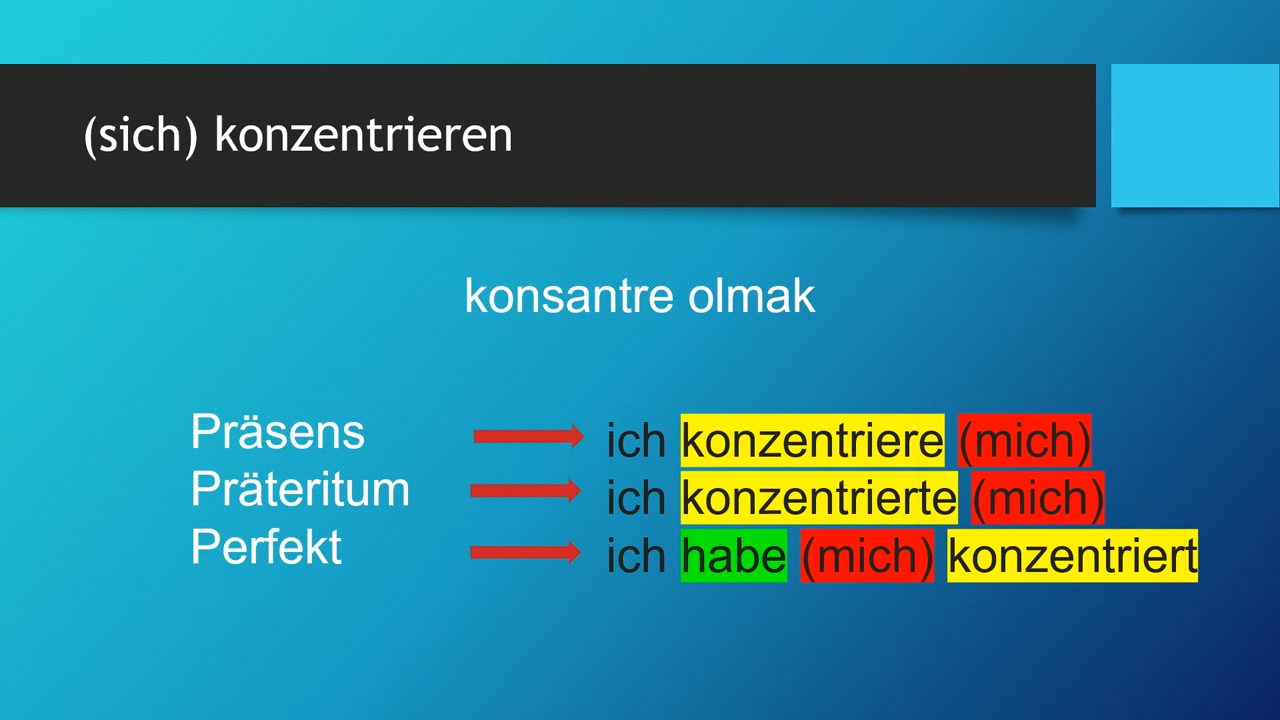 (sich) konzentrieren
konsantre olmak
Präsens ich konzentriere (mich)
Präteritum ich konzentrierte (mich)
Perfekt ich habe (mich) konzentriert